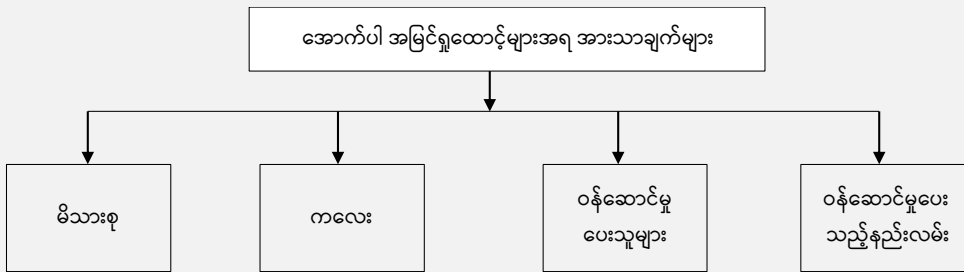 အောက်ပါ အမြင်ရှုထောင့်များအရ အားသာချက်များ
မိသားစု
ကလေး
ဝန်ဆောင်မှု
ပေးသူများ
ဝန်ဆောင်မှုပေး
သည့်နည်းလမ်း